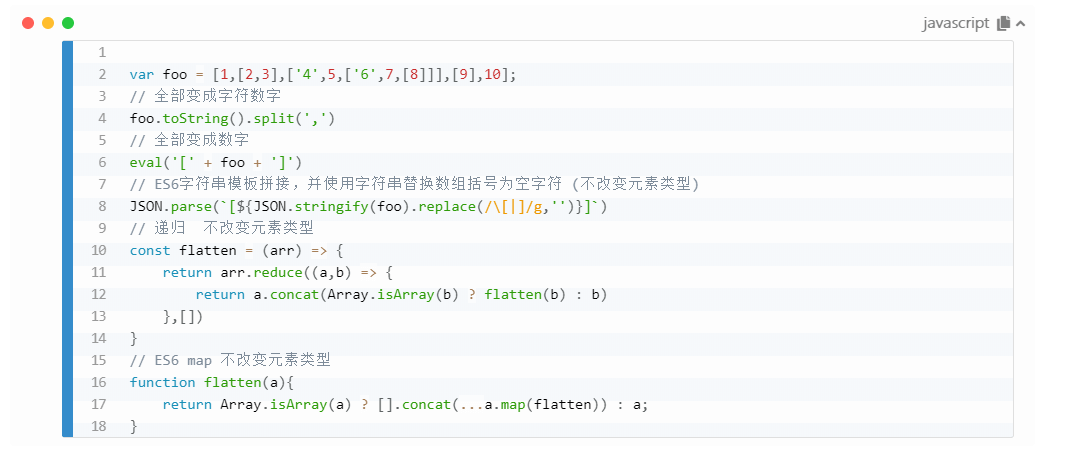 javascript
1
2 var foo = [1,[2,3],['4',5,['6',7,[8]]],[9],10];
3 // 全部变成字符数字
4 foo.toString().split(',')
5 // 全部变成数字
6 eval('[' + foo + ']')
7 // ES6字符串模板拼接，并使用字符串替换数组括号为空字符 (不改变元素类型)
8 JSON.parse(`[${JSON.stringify(foo).replace(/\[|]/g,'')}]`)
9 // 递归  不改变元素类型
10 const flatten = (arr) => {
11     return arr.reduce((a,b) => {
12         return a.concat(Array.isArray(b) ? flatten(b) : b)
13     },[])
14 }
15 // ES6 map 不改变元素类型
16 function flatten(a){
17     return Array.isArray(a) ? [].concat(...a.map(flatten)) : a;
18 }